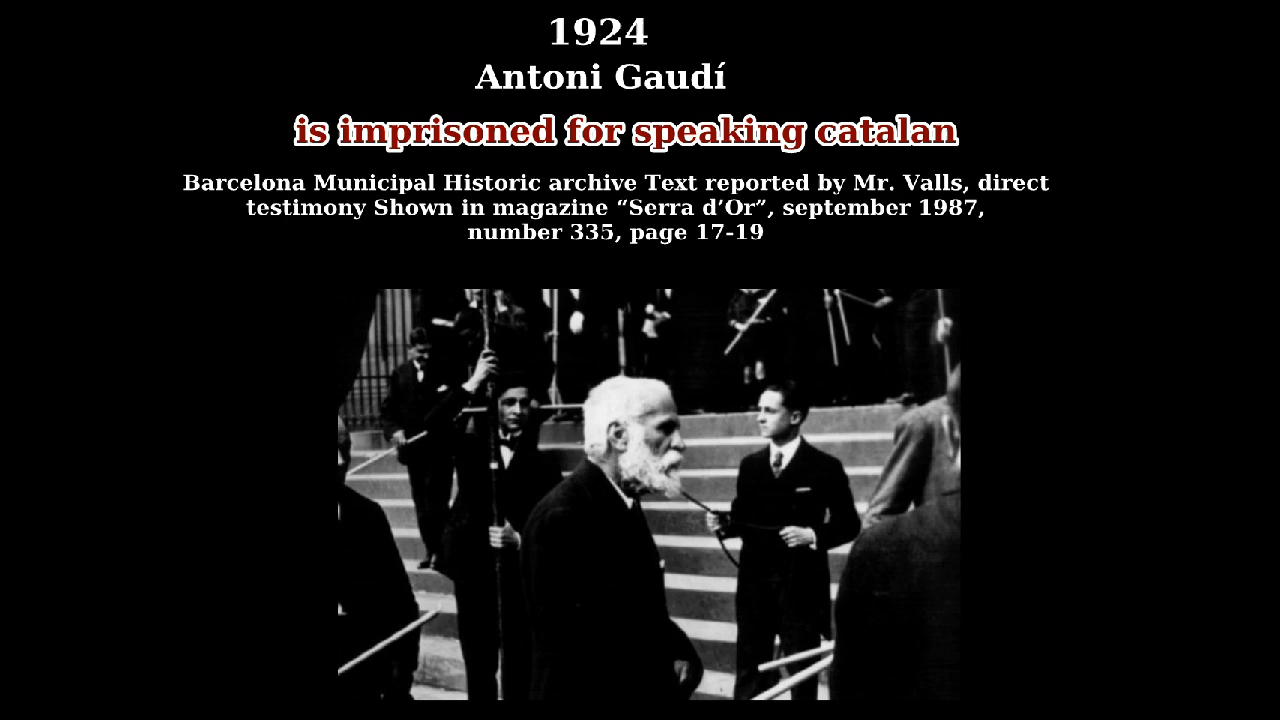 1924
Antoni Gaudí
is imprisoned for speaking catalan
Barcelona Municipal Historic archive Text reported by Mr. Valls, direct
testimony Shown in magazine “Serra d’Or”, september 1987,
number 335, page 17-19